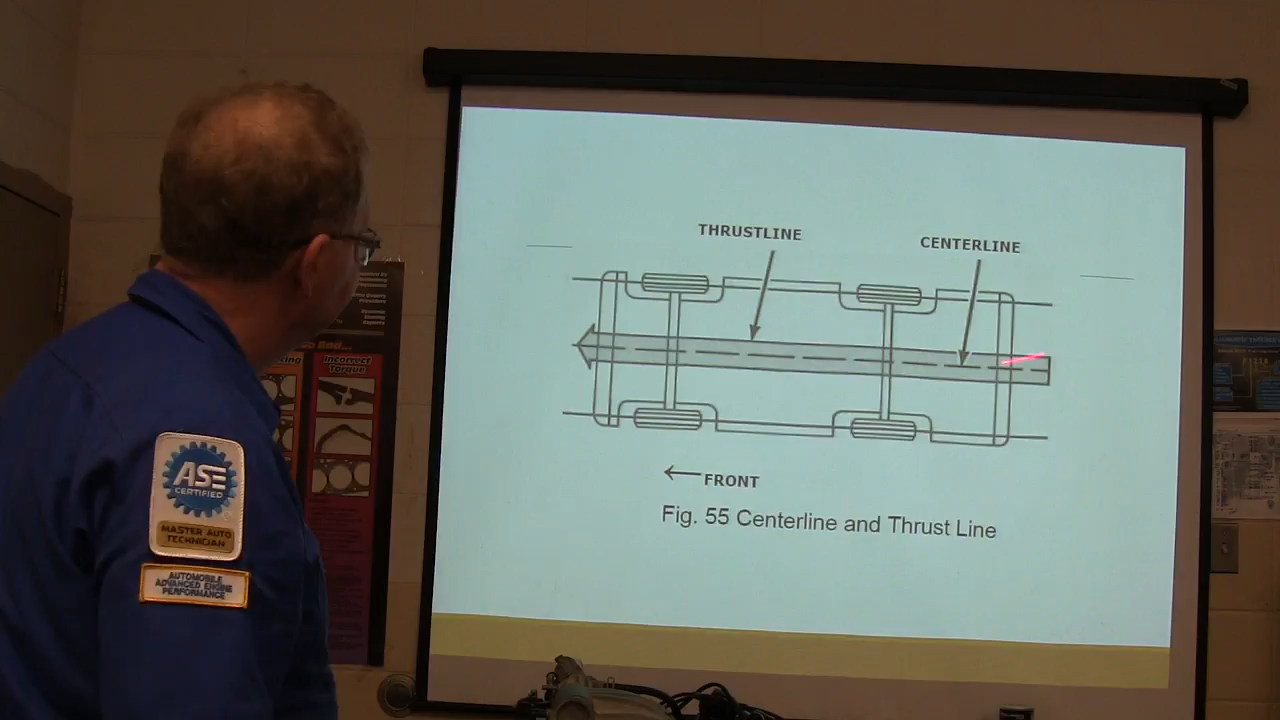 THRUSTLINE
CENTERLINE
FRONT
Fig. 55 Centerline and Thrust Line
Incorrect
Torque
ASE
CERTIFIED
MASTER AUTO
TECHNICIAN
AUTOMOBILE
ADVANCED ENGINE
PERFORMANCE